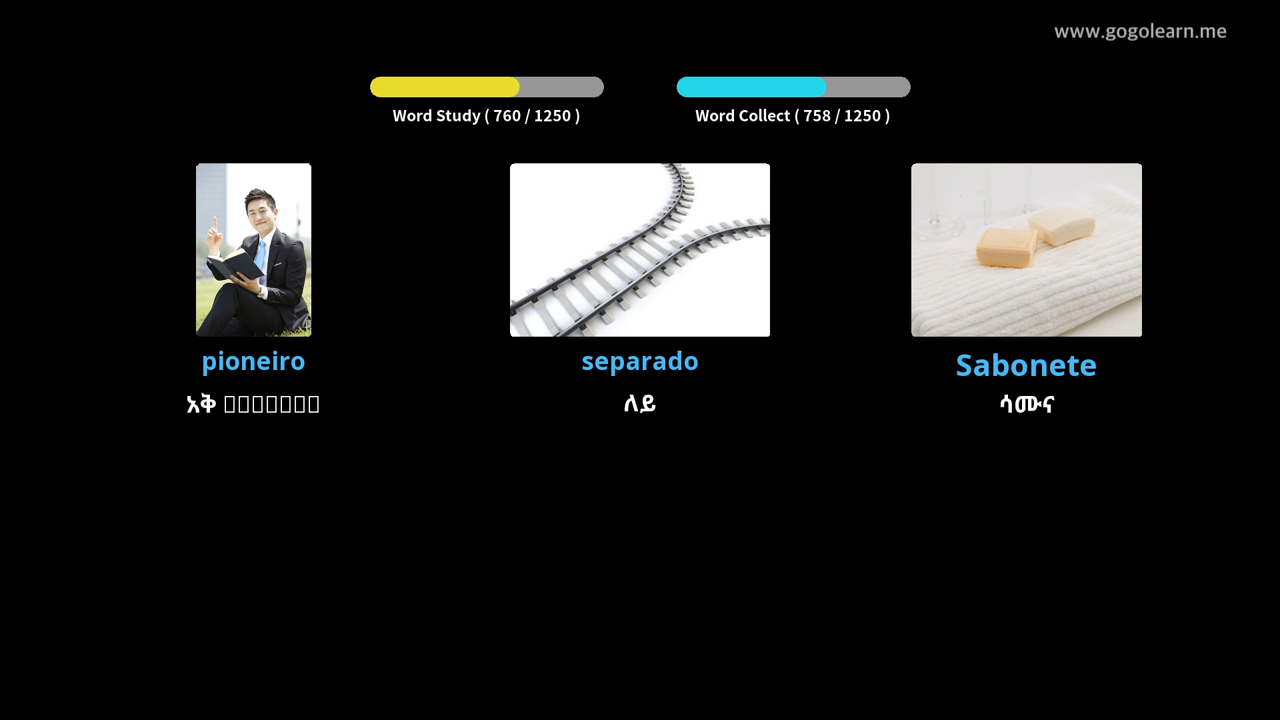 www.gogolearn.me
Word Study ( 760 / 1250 )
Word Collect ( 758 / 1250 )
pioneiro
separado
Sabonete
አቅ
ለይ
ሳሙና